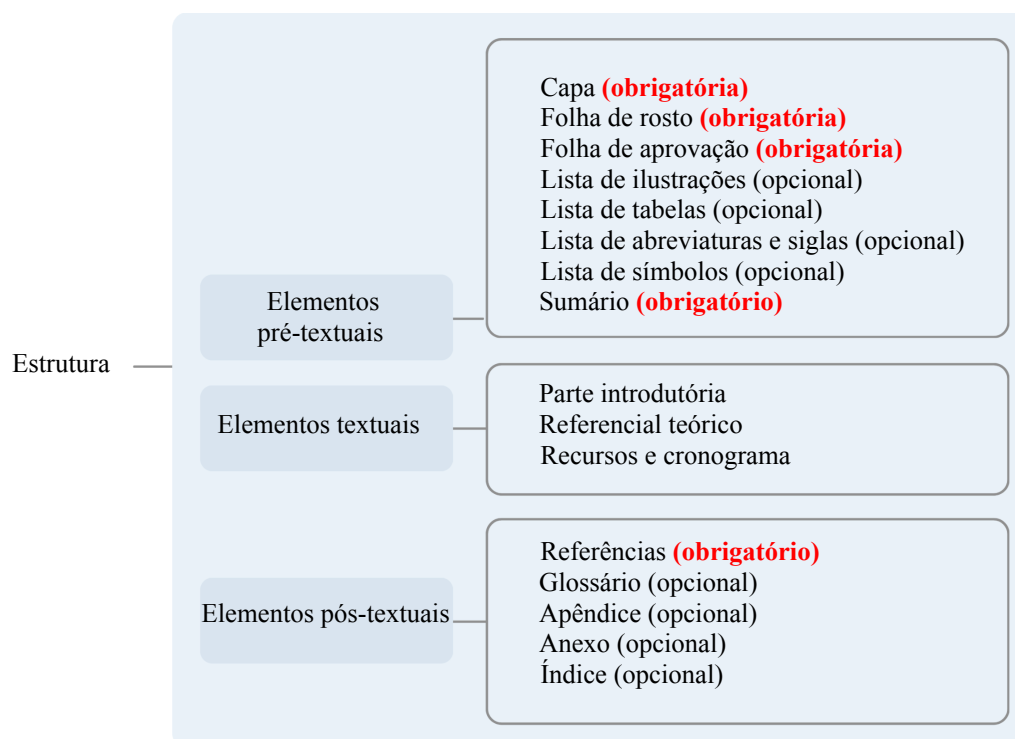 Estrutura
Elementos
pré-textuais
Capa (obrigatória)
Folha de rosto (obrigatória)
Folha de aprovação (obrigatória)
Lista de ilustrações (opcional)
Lista de tabelas (opcional)
Lista de abreviaturas e siglas (opcional)
Lista de símbolos (opcional)
Sumário (obrigatório)
Elementos textuais
Parte introdutória
Referencial teórico
Recursos e cronograma
Elementos pós-textuais
Referências (obrigatório)
Glossário (opcional)
Apêndice (opcional)
Anexo (opcional)
Índice (opcional)